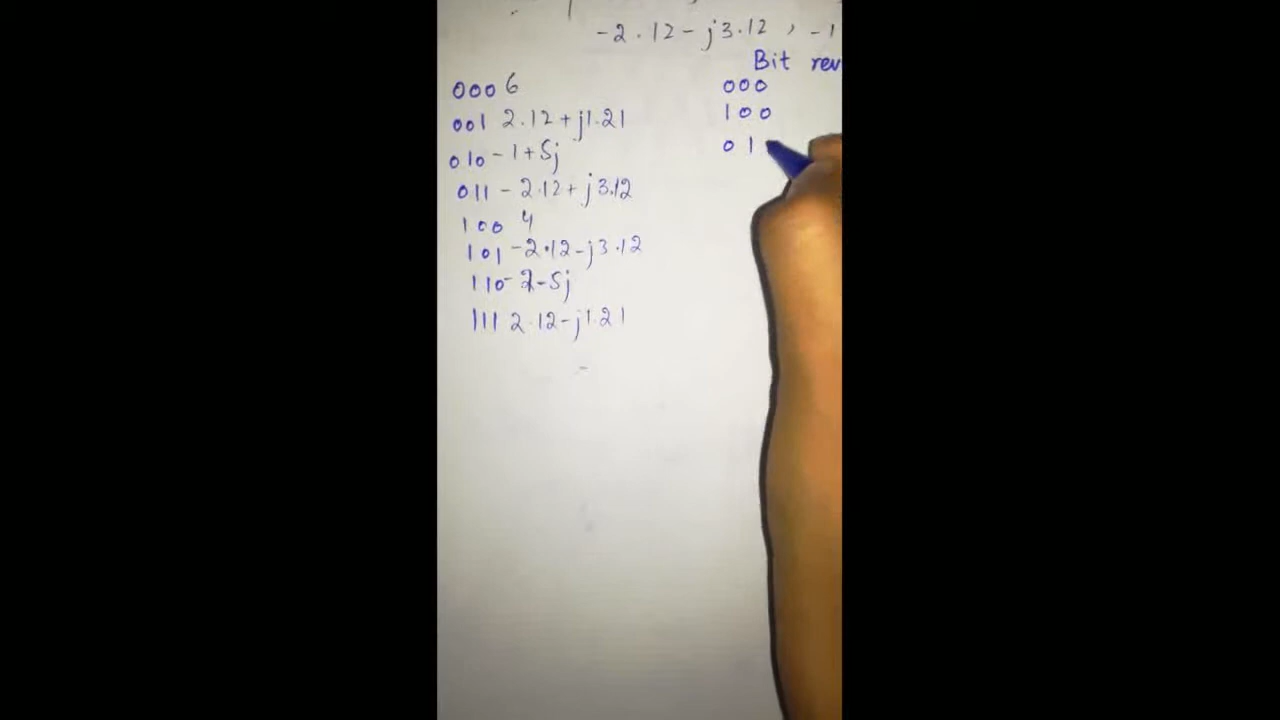 -2.12-j3.12, -1
Bit rev
000 6 000
001 2.12+j1.21 100
010 -1+5j 01
011 -2.12+j3.12
100 4
101 -2.12-j3.12
110 -2-5j
111 2.12-j1.21